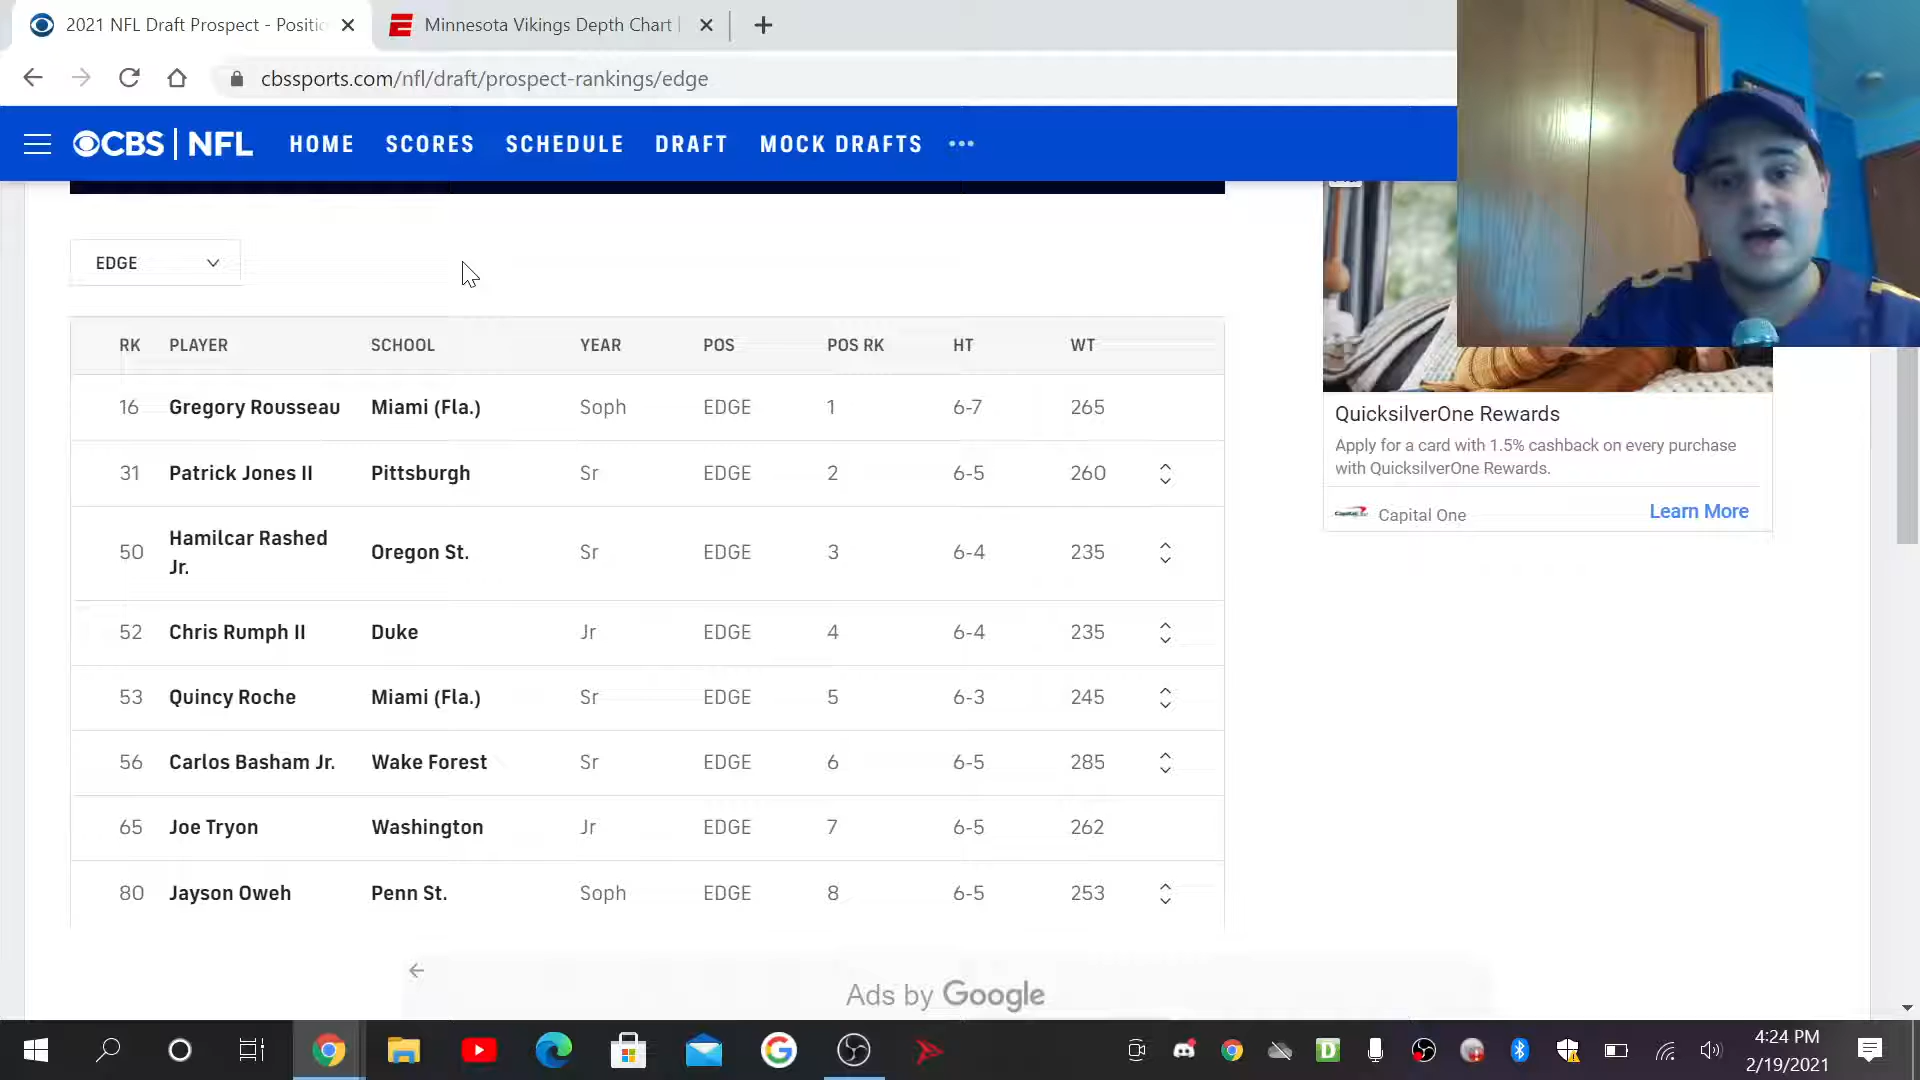 2021 NFL Draft Prospect - Positio
Minnesota Vikings Depth Chart |
cbssports.com/nfl/draft/prospect-rankings/edge
CBS | NFL HOME SCORES SCHEDULE DRAFT MOCK DRAFTS •••
EDGE
RK PLAYER SCHOOL YEAR POS POS RK HT WT
16 Gregory Rousseau Miami (Fla.) Soph EDGE 1 6-7 265
31 Patrick Jones II Pittsburgh Sr EDGE 2 6-5 260
50 Hamilcar Rashed Jr. Oregon St. Sr EDGE 3 6-4 235
52 Chris Rumph II Duke Jr EDGE 4 6-4 235
53 Quincy Roche Miami (Fla.) Sr EDGE 5 6-3 245
56 Carlos Basham Jr. Wake Forest Sr EDGE 6 6-5 285
65 Joe Tryon Washington Jr EDGE 7 6-5 262
80 Jayson Oweh Penn St. Soph EDGE 8 6-5 253
QuicksilverOne Rewards
Apply for a card with 1.5% cashback on every purchase
with QuicksilverOne Rewards.
Capital One Learn More
Ads by Google
4:24 PM
2/19/2021